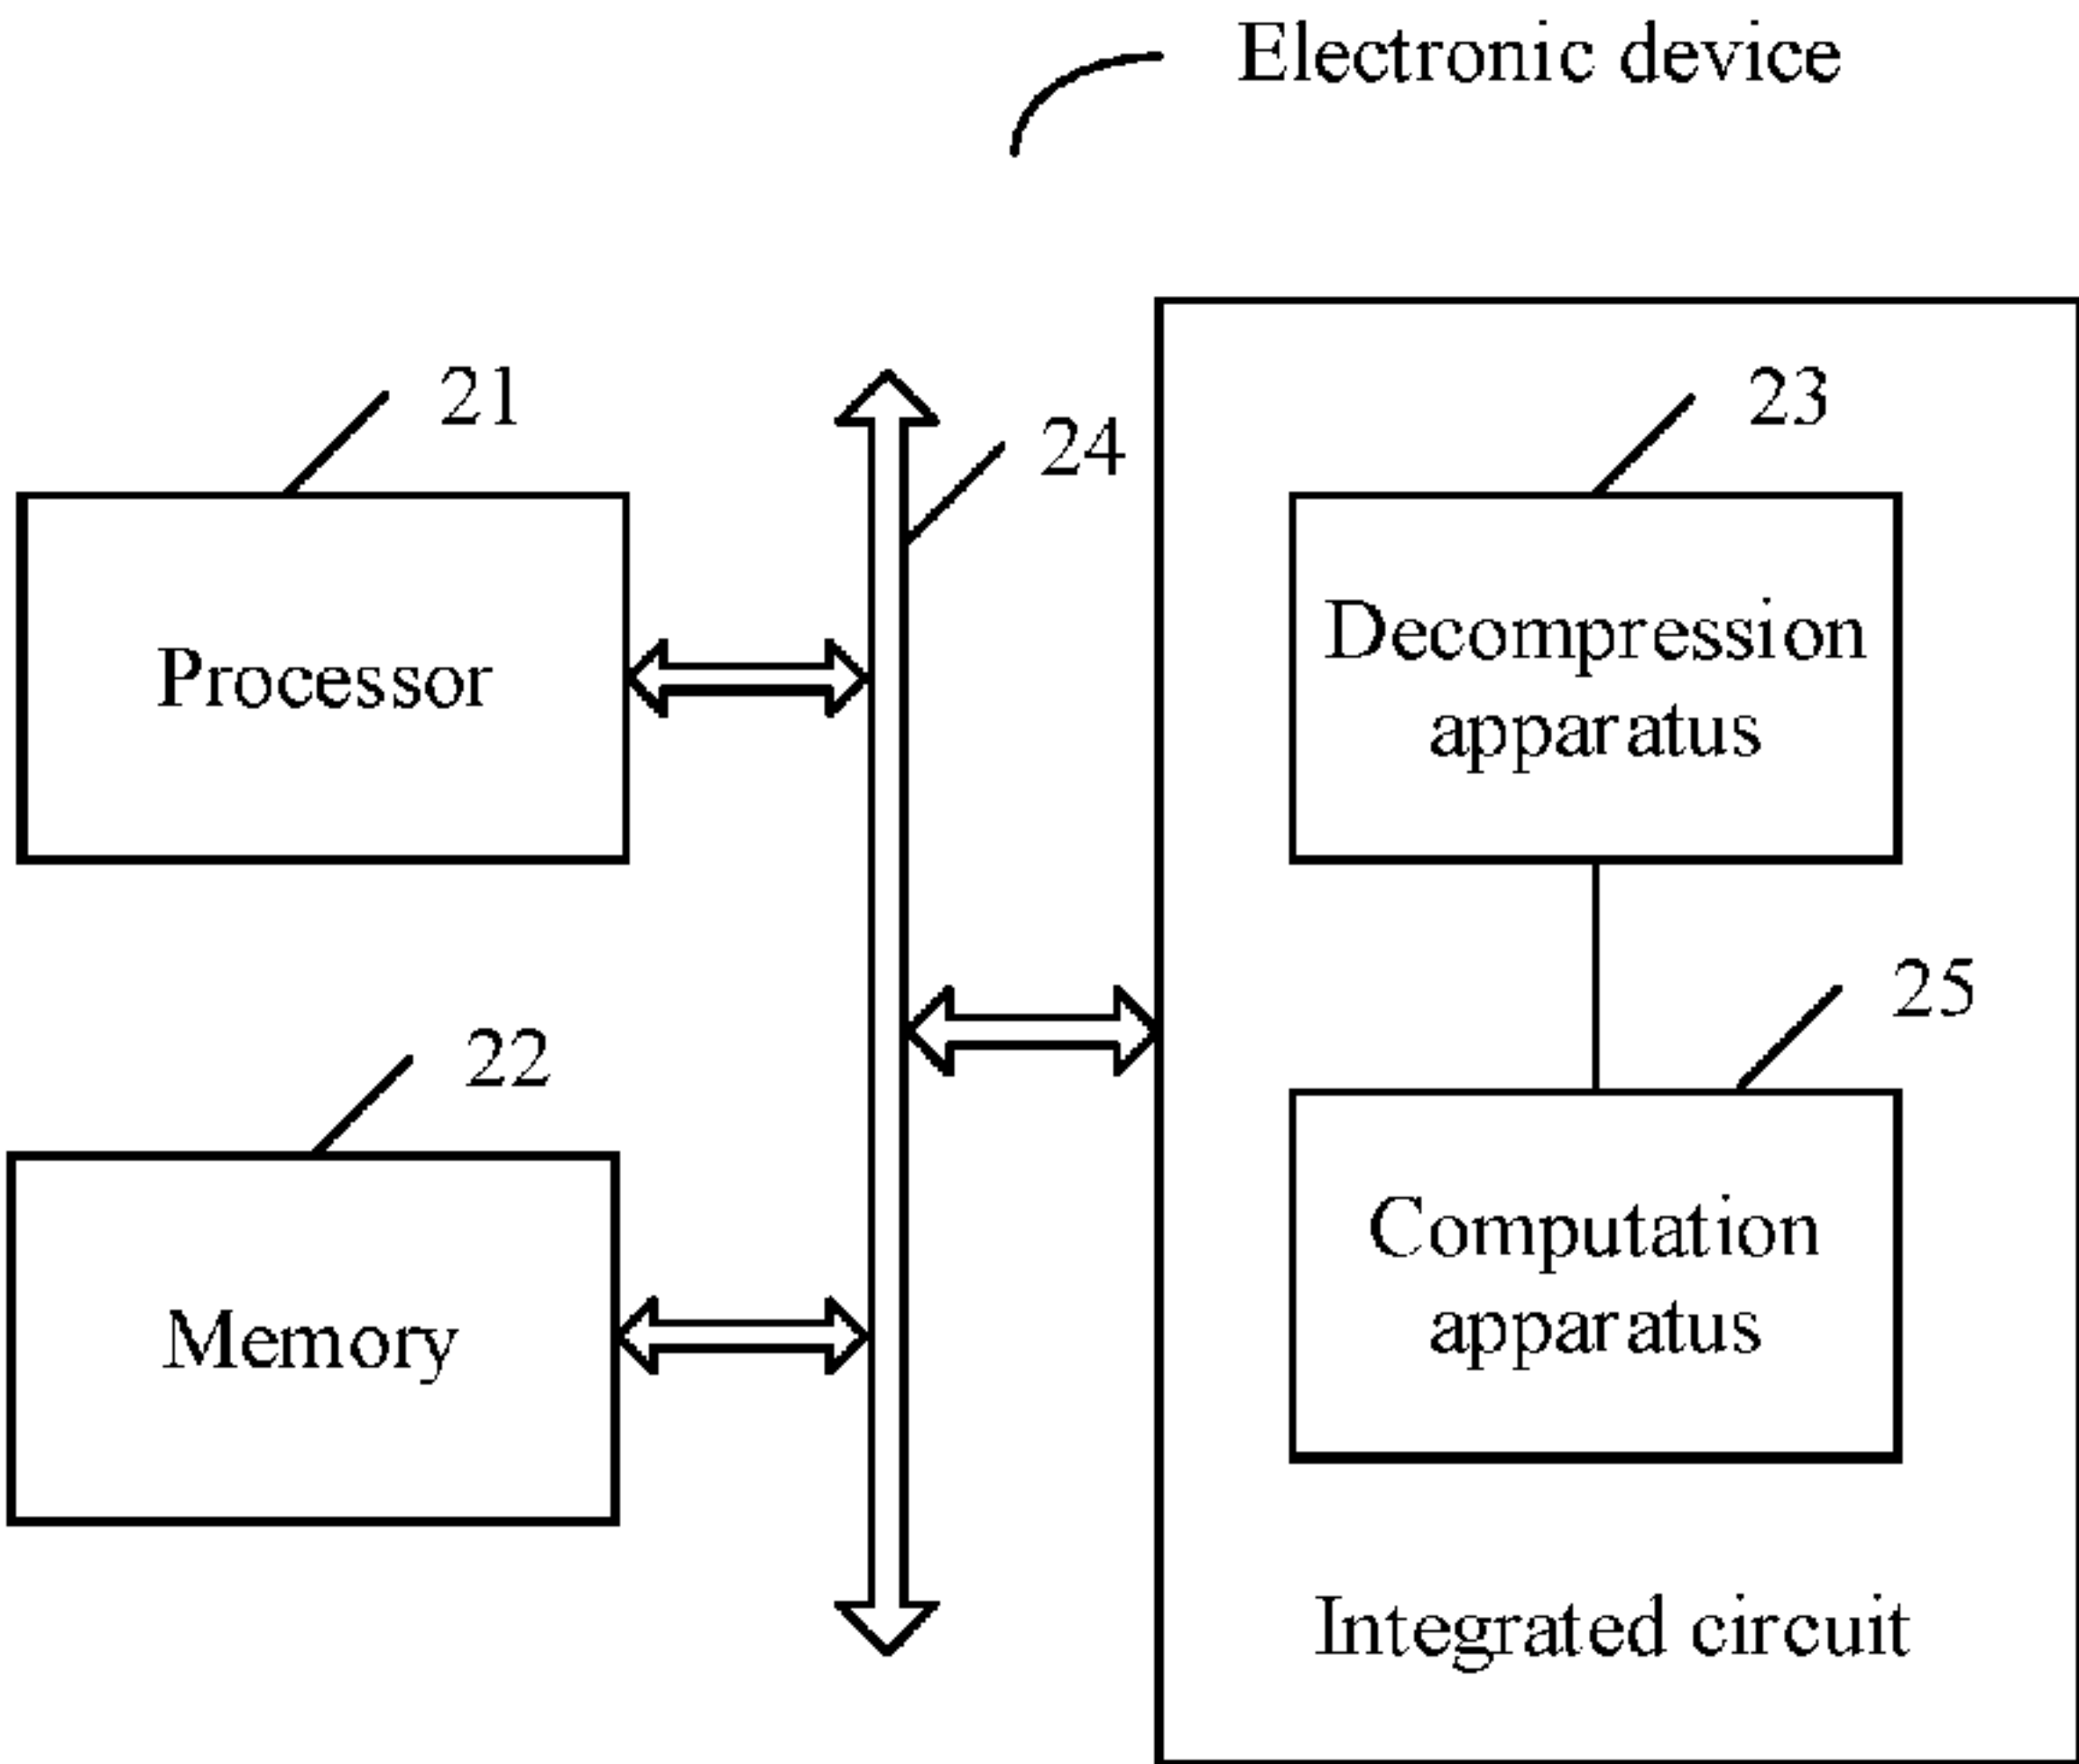 Electronic device
21
24
23
Processor
Decompression
apparatus
22
25
Memory
Computation
apparatus
Integrated circuit